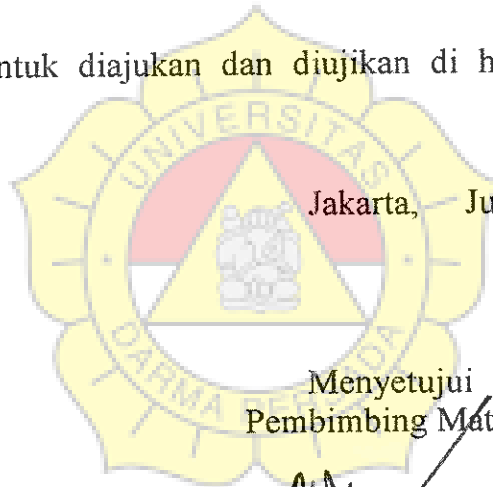 ntuk diajukan dan diujikan di h
UNIVERSITAS
Jakarta, Ju
DARMA PERSADA
Menyetujui
Pembimbing Mat